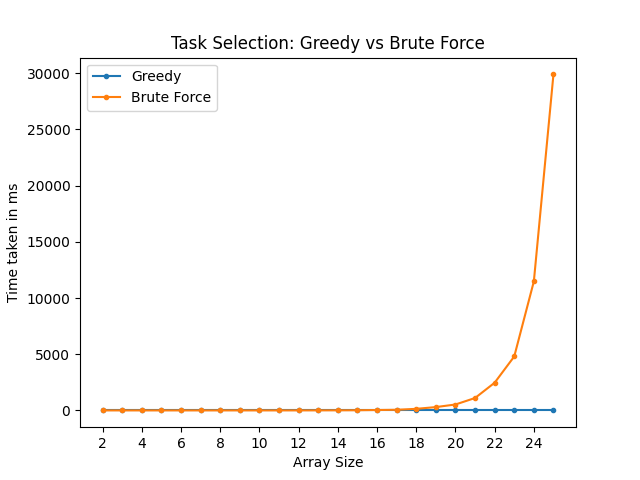 Task Selection: Greedy vs Brute Force
Greedy
Brute Force
30000
25000
20000
15000
10000
5000
0
Time taken in ms
2 4 6 8 10 12 14 16 18 20 22 24
Array Size